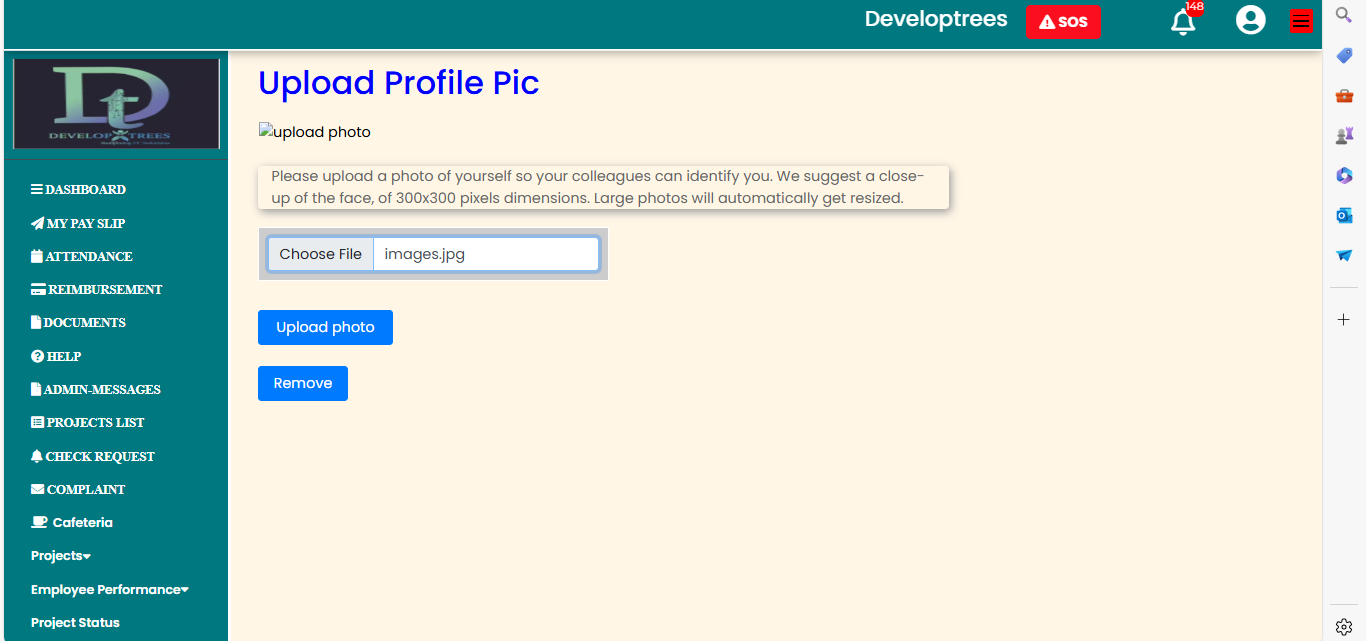 Developtrees
SOS
148
DEVELOPTREES
DASHBOARD
MY PAY SLIP
ATTENDANCE
REIMBURSEMENT
DOCUMENTS
HELP
ADMIN-MESSAGES
PROJECTS LIST
CHECK REQUEST
COMPLAINT
Cafeteria
Projects
Employee Performance
Project Status
Upload Profile Pic
upload photo
Please upload a photo of yourself so your colleagues can identify you. We suggest a close-
up of the face, of 300x300 pixels dimensions. Large photos will automatically get resized.
Choose File images.jpg
Upload photo
Remove